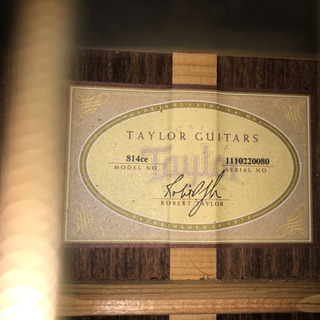 TAYLOR GUITARS
Taylor
814ce 1110220080
MODEL NO. SERIAL NO.
ROBERT TAYLOR